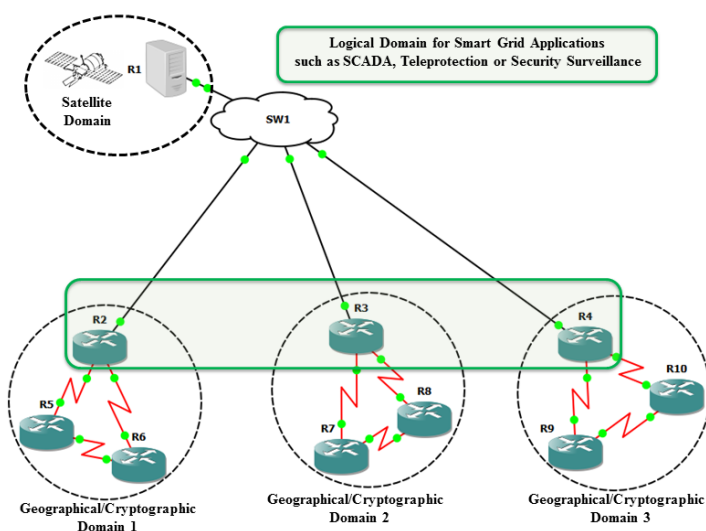 Logical Domain for Smart Grid Applications
such as SCADA, Teleprotection or Security Surveillance
R1
Satellite
Domain
SW1
R2
R3
R4
R5
R6
R7
R8
R9
R10
Geographical/Cryptographic
Domain 1
Geographical/Cryptographic
Domain 2
Geographical/Cryptographic
Domain 3